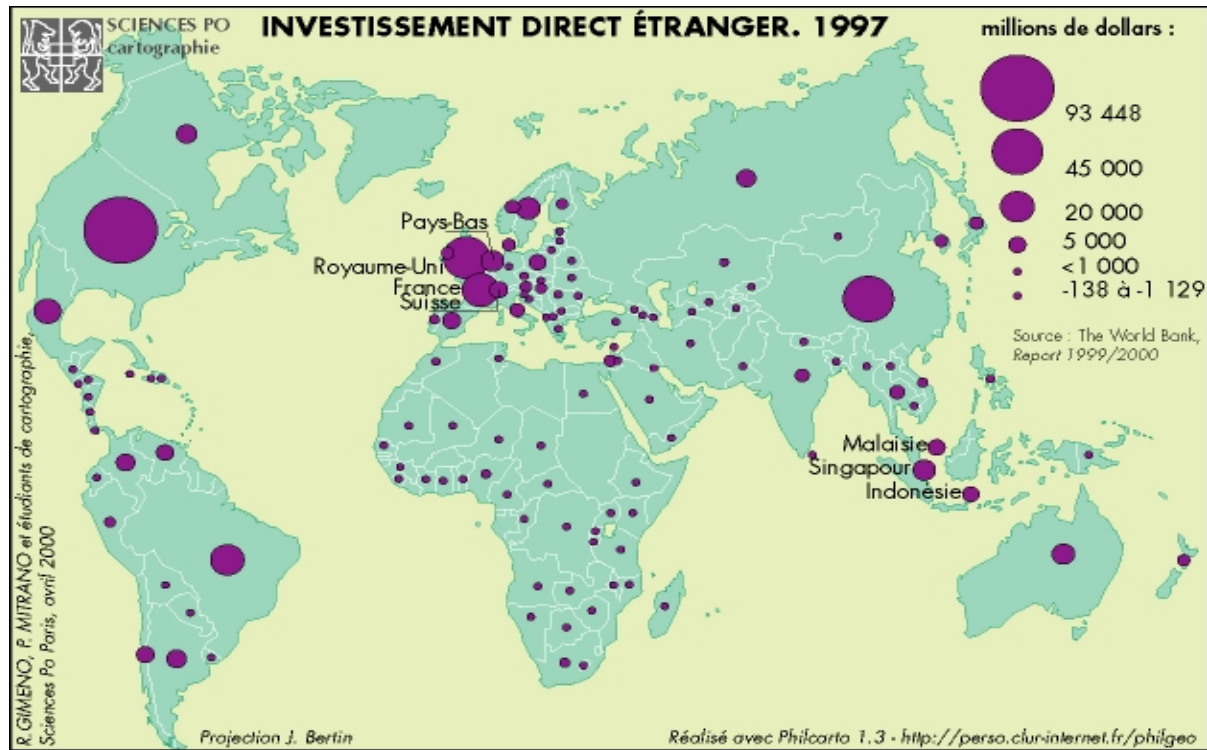 SCIENCES PO
cartographie
INVESTISSEMENT DIRECT ÉTRANGER. 1997
millions de dollars :
93 448
45 000
20 000
5 000
<1 000
-138 à -1 129
Source : The World Bank,
Report 1999/2000
Pays-Bas
Royaume-Uni
France
Suisse
Malaisie
Singapour
Indonésie
R.GIMENO, P. MITRANO et étudiants de cartographie,
Sciences Po Paris, avril 2000
Projection J. Bertin
Réalisé avec Philcarto 1.3 - http://perso.club-internet.fr/philgeo